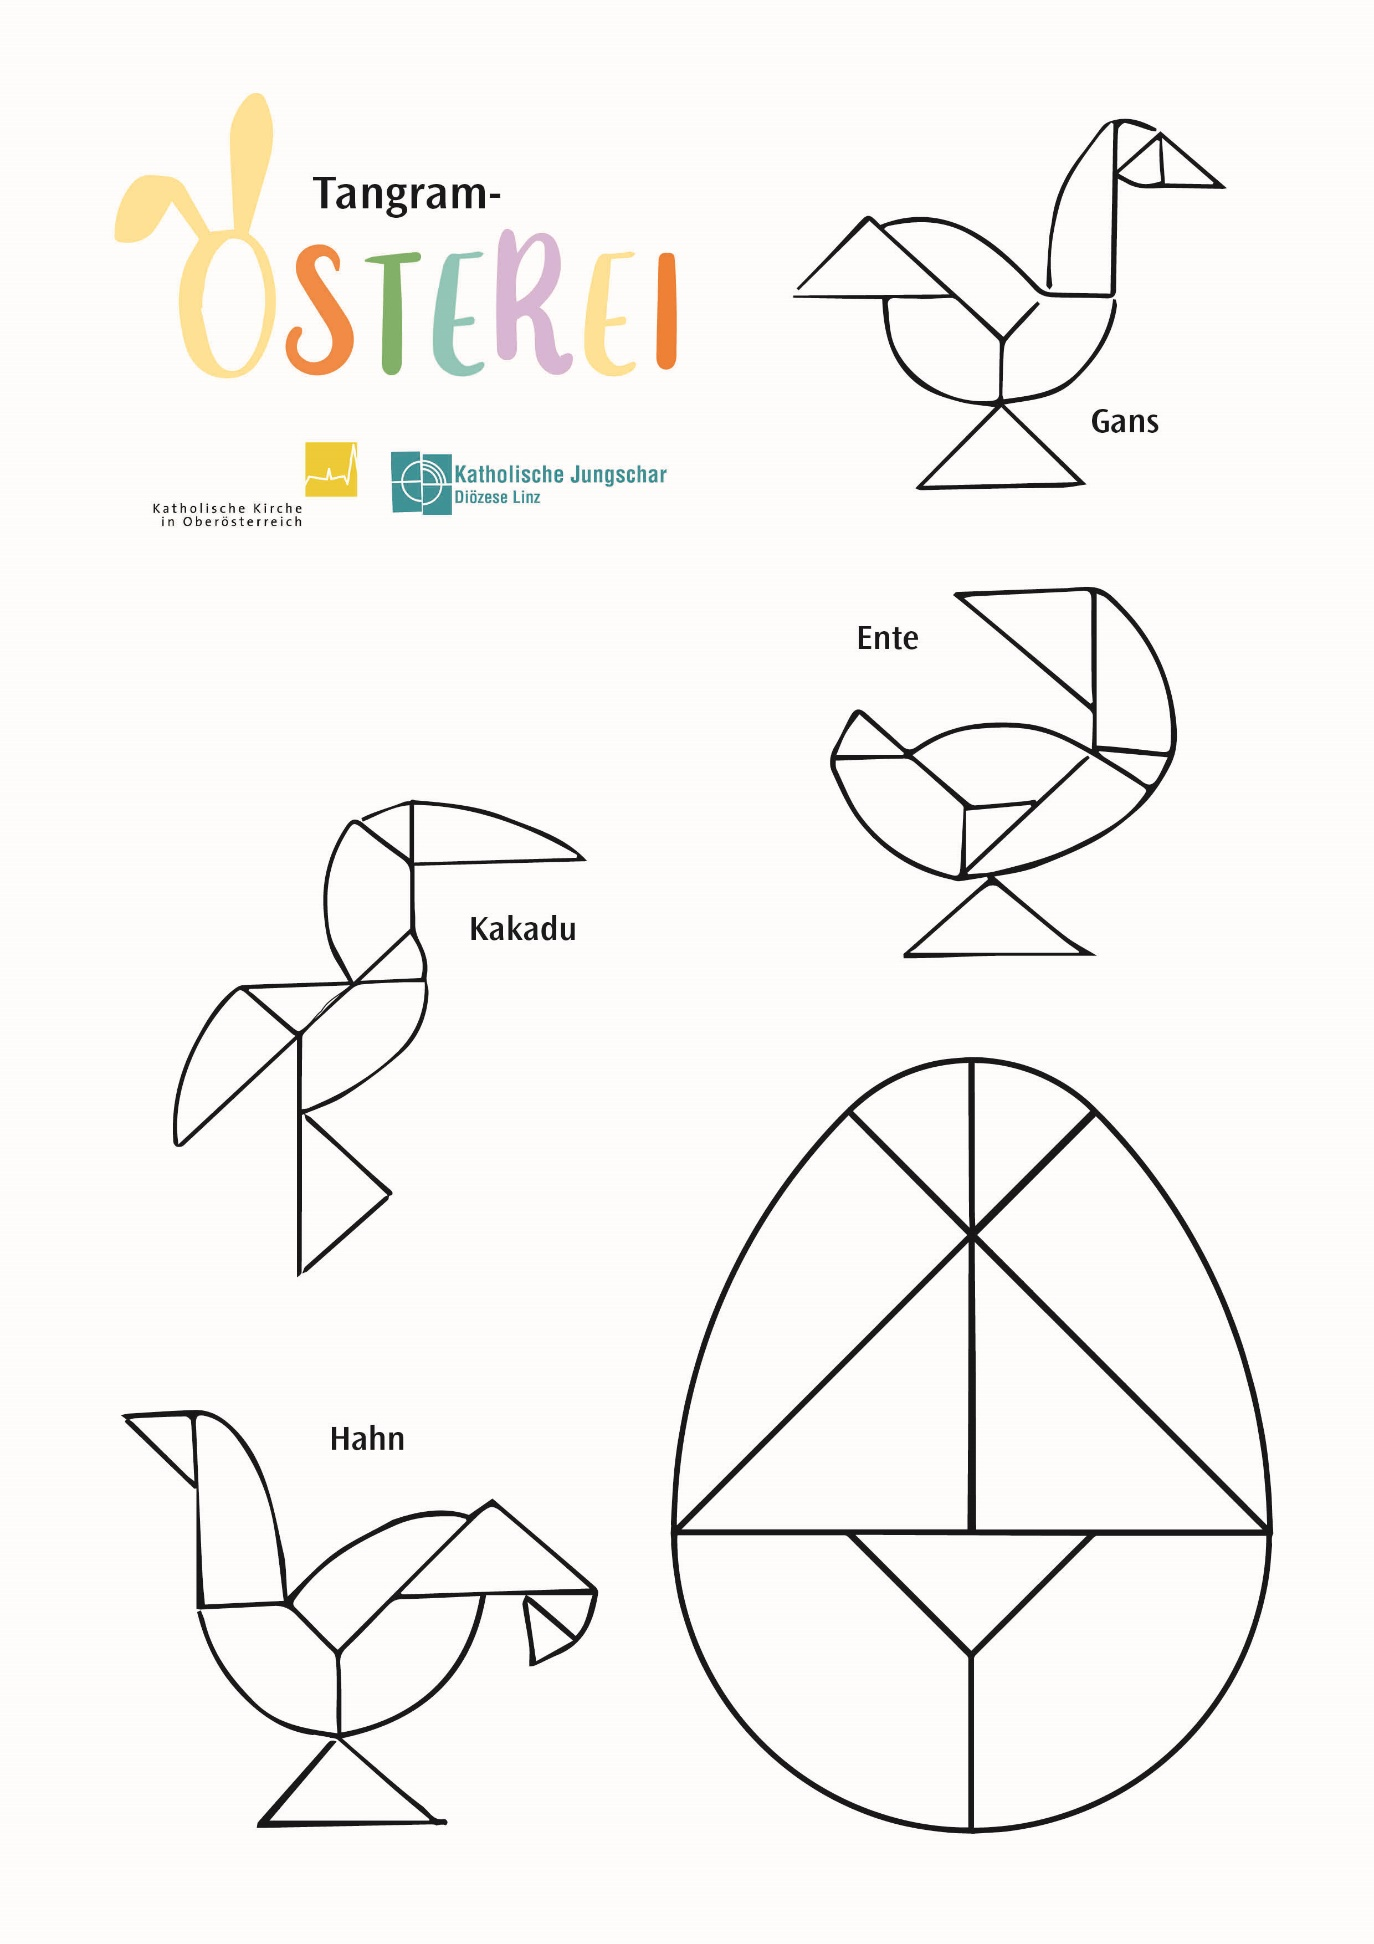 Tangram-
OSTEREI
Katholische Kirche
in Oberösterreich
Katholische Jungschar
Diözese Linz
Gans
Ente
Kakadu
Hahn